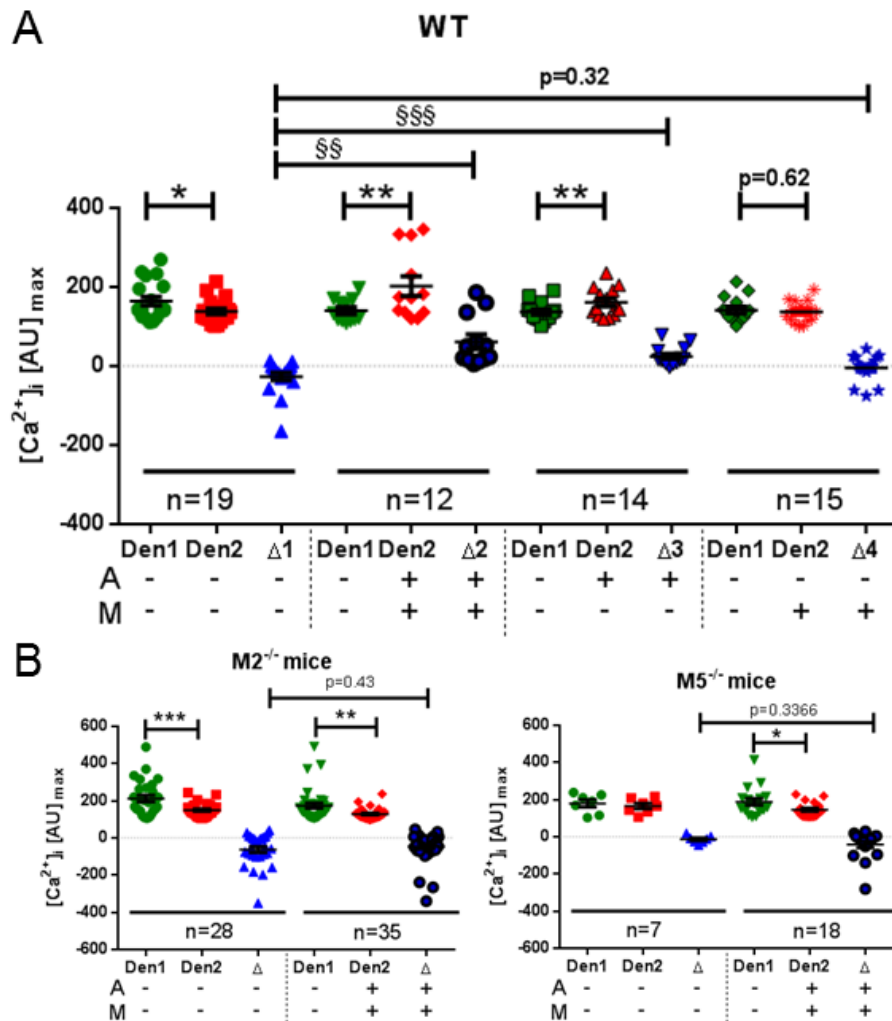 A
WT
p=0.32
§§§
§§
* ** ** p=0.62
[Ca²⁺]ᵢ [AU]max
400
200
0
-200
-400
n=19 n=12 n=14 n=15
Den1 Den2 Δ1 Den1 Den2 Δ2 Den1 Den2 Δ3 Den1 Den2 Δ4
A - - - - + + - + + - - -
M - - - - + + - - - - + +
B
M2⁻/⁻ mice
p=0.43
*** **
[Ca²⁺]ᵢ [AU]max
600
400
200
0
-200
-400
-600
n=28 n=35
Den1 Den2 Δ Den1 Den2 Δ
A - - - - + +
M - - - - + +
M5⁻/⁻ mice
p=0.3366
*
[Ca²⁺]ᵢ [AU]max
600
400
200
0
-200
-400
-600
n=7 n=18
Den1 Den2 Δ Den1 Den2 Δ
A - - - - + +
M - - - - + +